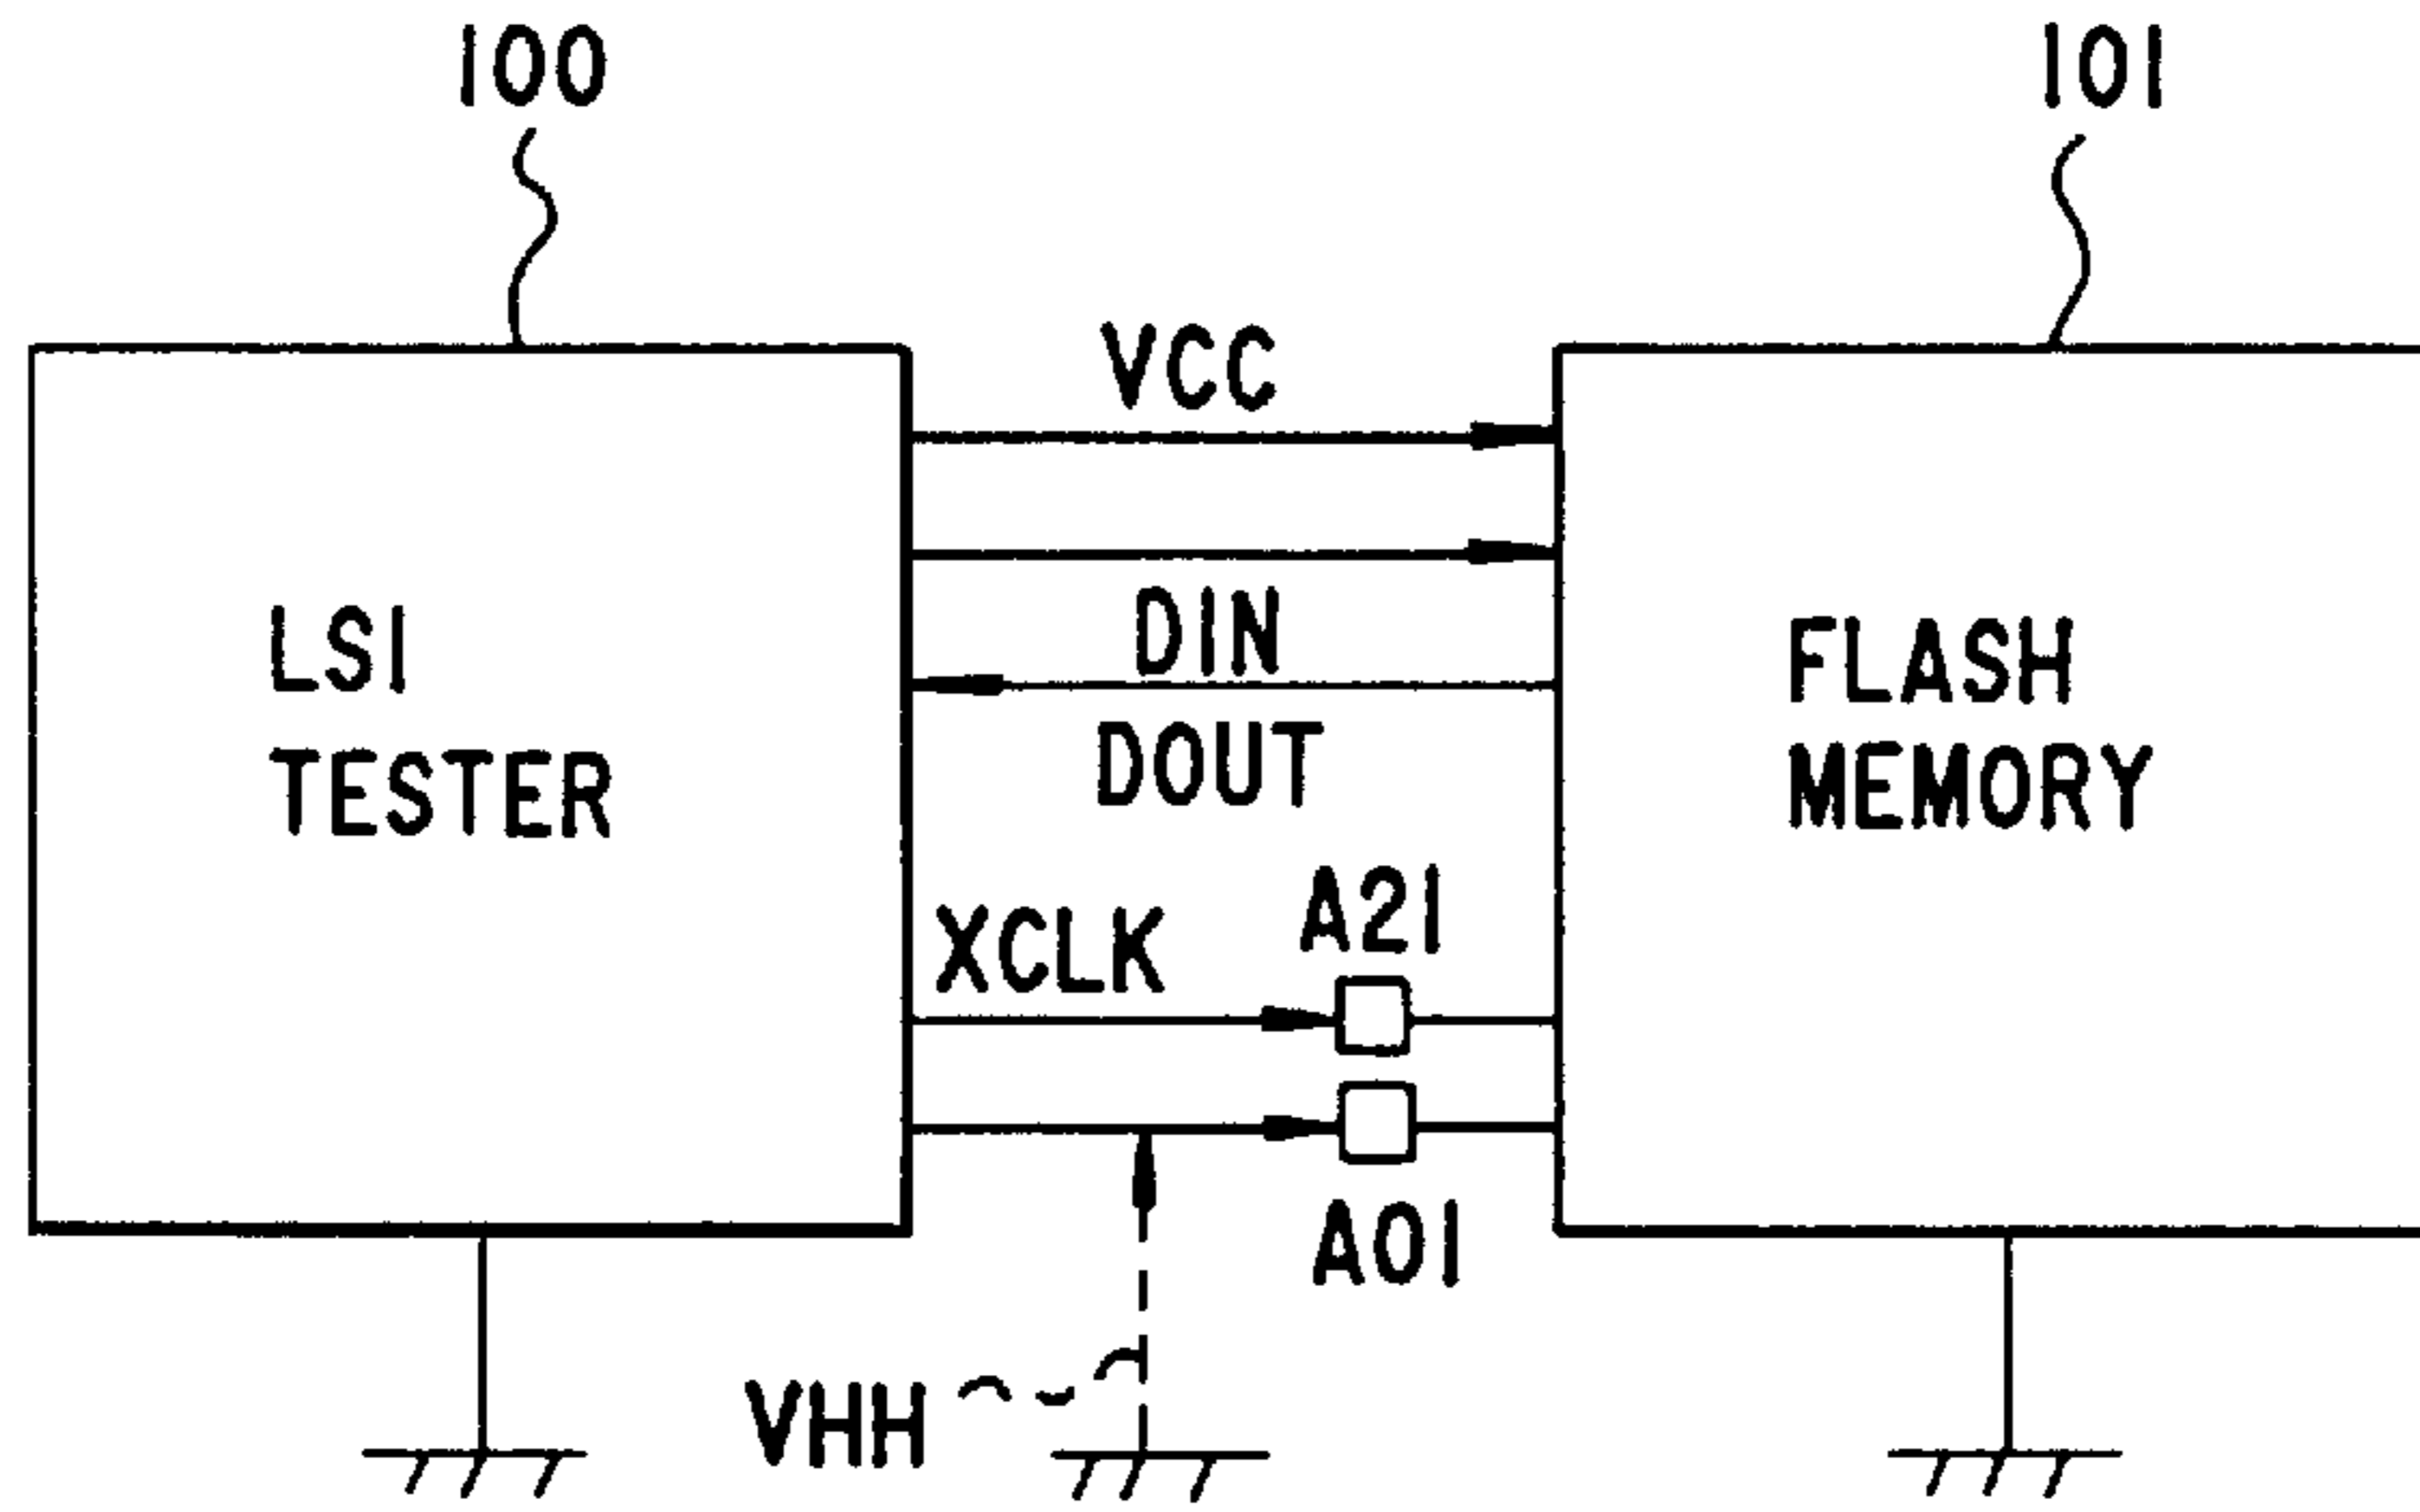 100
101
VCC
DIN
LSI
TESTER
DOUT
FLASH
MEMORY
XCLK
A21
A01
VHH